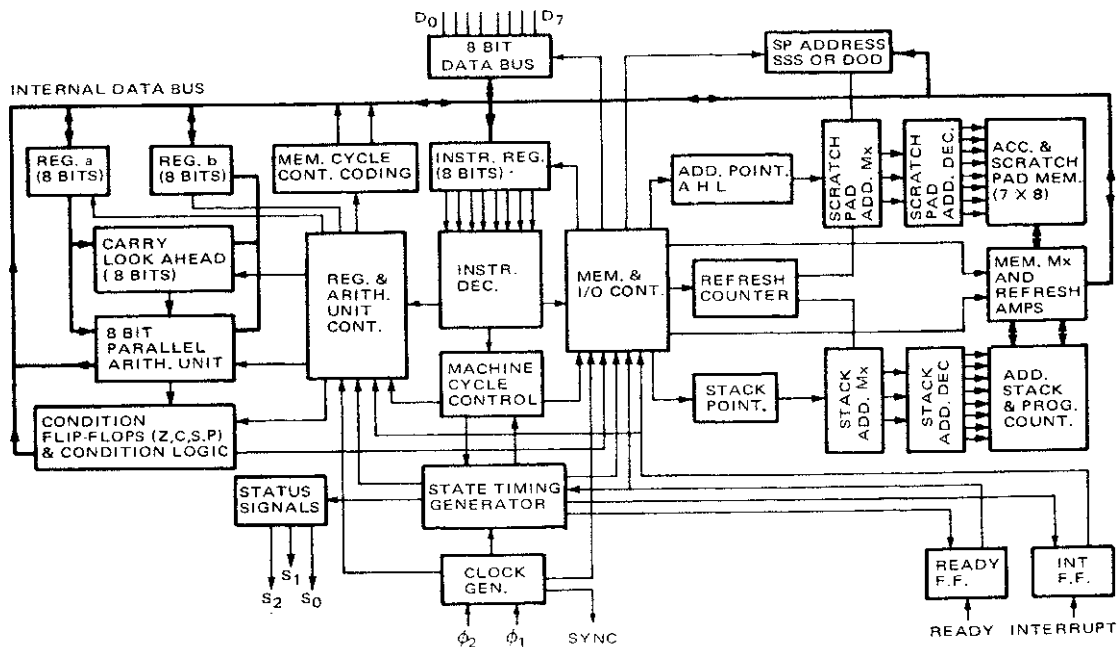 D0 D7
8 BIT
DATA BUS
SP ADDRESS
SSS OR DOD
INTERNAL DATA BUS
REG. a
(8 BITS)
REG. b
(8 BITS)
MEM. CYCLE
CONT. CODING
INSTR. REG.
(8 BITS)
ADD. POINT.
A H L
SCRATCH
PAD
ADD. Mx
SCRATCH
PAD
ADD. DEC.
ACC. &
SCRATCH
PAD MEM.
(7 X 8)
CARRY
LOOK AHEAD
(8 BITS)
REG. &
ARITH.
UNIT
CONT.
INSTR.
DEC.
MEM. &
I/O CONT.
REFRESH
COUNTER
MEM. Mx
AND
REFRESH
AMPS
8 BIT
PARALLEL
ARITH. UNIT
MACHINE
CYCLE
CONTROL
STACK
POINT.
STACK
ADD. Mx
STACK
ADD. DEC
ADD.
STACK
& PROG.
COUNT.
CONDITION
FLIP-FLOPS (Z,C,S,P)
& CONDITION LOGIC
STATUS
SIGNALS
STATE TIMING
GENERATOR
S2 S1 S0
CLOCK
GEN.
READY
F.F.
INT
F.F.
ϕ2 ϕ1 SYNC
READY INTERRUPT